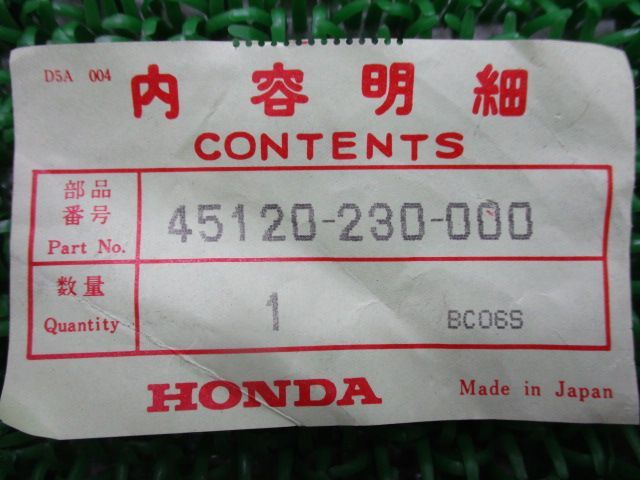 D5A 004
内容明細
CONTENTS
部品
番号
Part No.
45120-230-000
数量
Quantity
1
BC06S
HONDA
Made in Japan